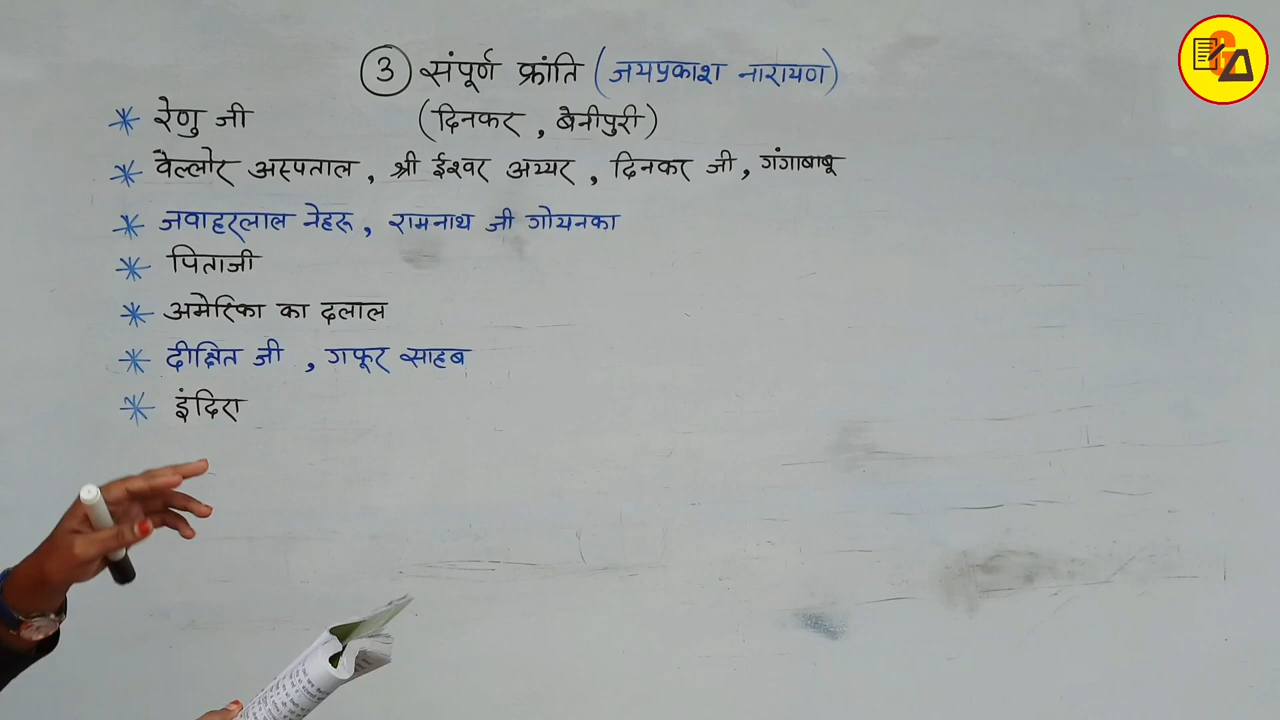 3 संपूर्ण क्रांति (जयप्रकाश नारायण)
* रेणु जी (दिनकर, बेनीपुरी)
* वैल्लोर अस्पताल, श्री ईश्वर अय्यर, दिनकर जी, गंगाबाबू
* जवाहरलाल नेहरू, रामनाथ जी गोयनका
* पिताजी
* अमेरिका का दलाल
* दीक्षित जी, गफूर साहब
* इंदिरा